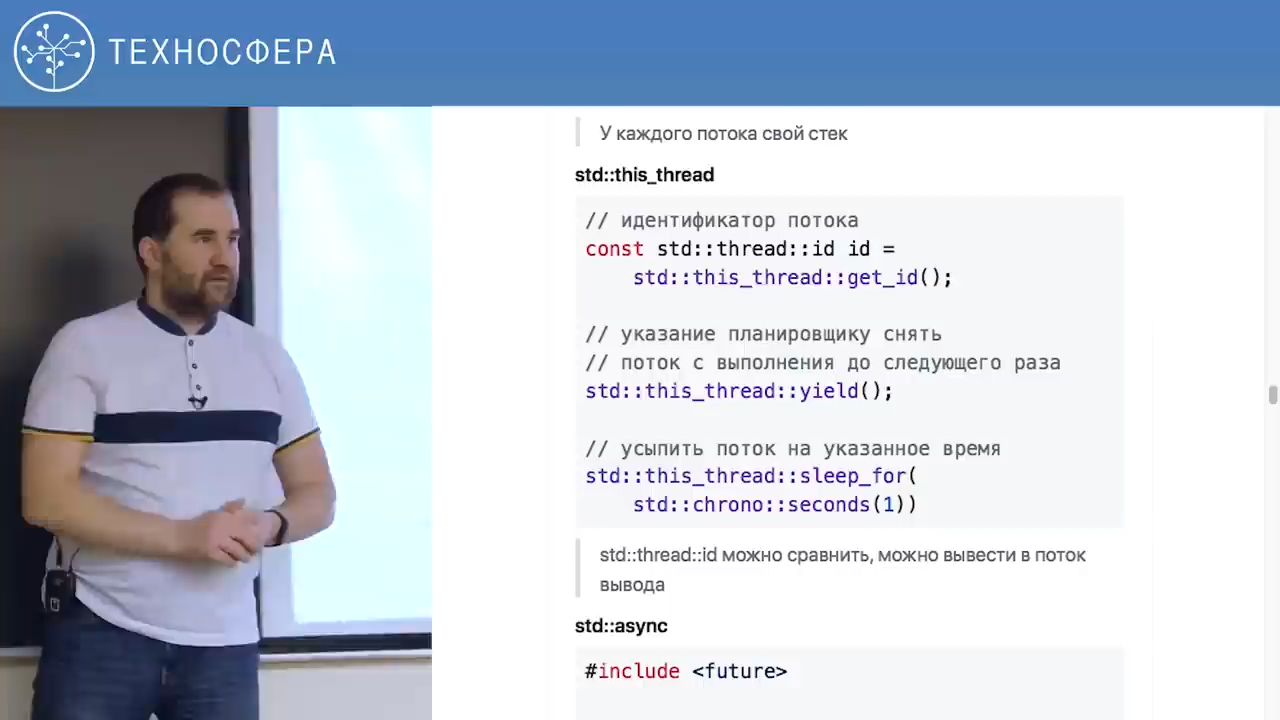 ТЕХНОСФЕРА
У каждого потока свой стек
std::this_thread
// идентификатор потока
const std::thread::id id =
    std::this_thread::get_id();
// указание планировщику снять
// поток с выполнения до следующего раза
std::this_thread::yield();
// усыпить поток на указанное время
std::this_thread::sleep_for(
    std::chrono::seconds(1))
std::thread::id можно сравнить, можно вывести в поток
вывода
std::async
#include <future>